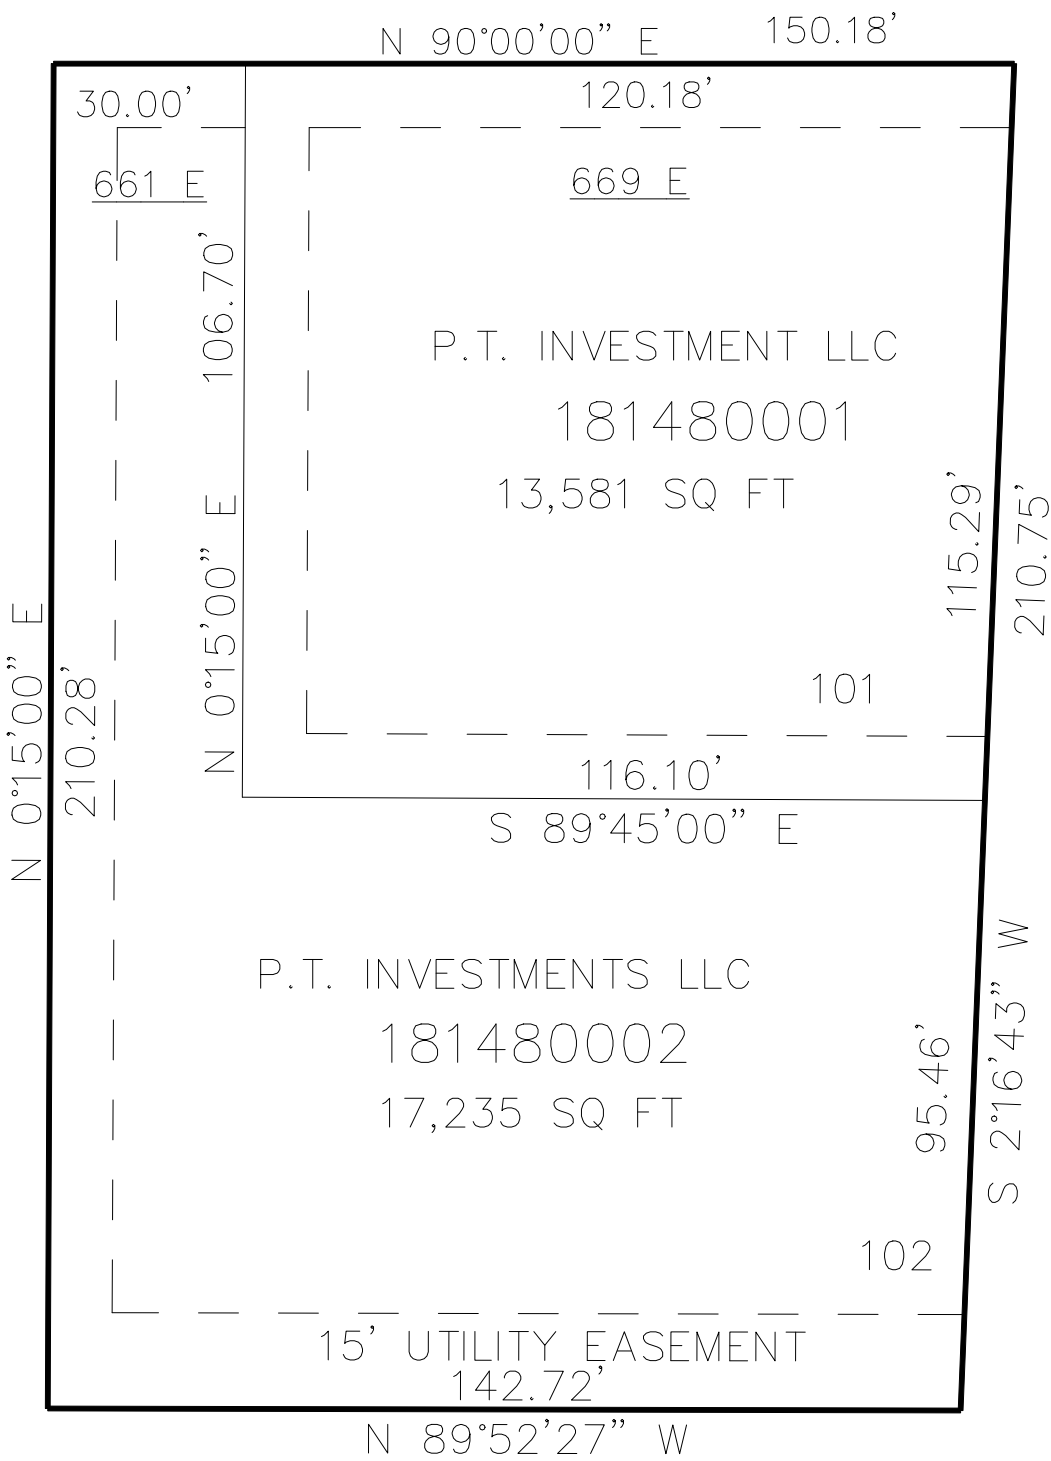 N 90°00'00" E
150.18'
30.00'
120.18'
661 E
669 E
106.70'
P.T. INVESTMENT LLC
181480001
13,581 SQ FT
115.29'
210.75'
N 0°15'00" E
N 0°15'00" E
210.28'
101
116.10'
S 89°45'00" E
P.T. INVESTMENTS LLC
181480002
17,235 SQ FT
95.46'
S 2°16'43" W
102
15' UTILITY EASEMENT
142.72'
N 89°52'27" W